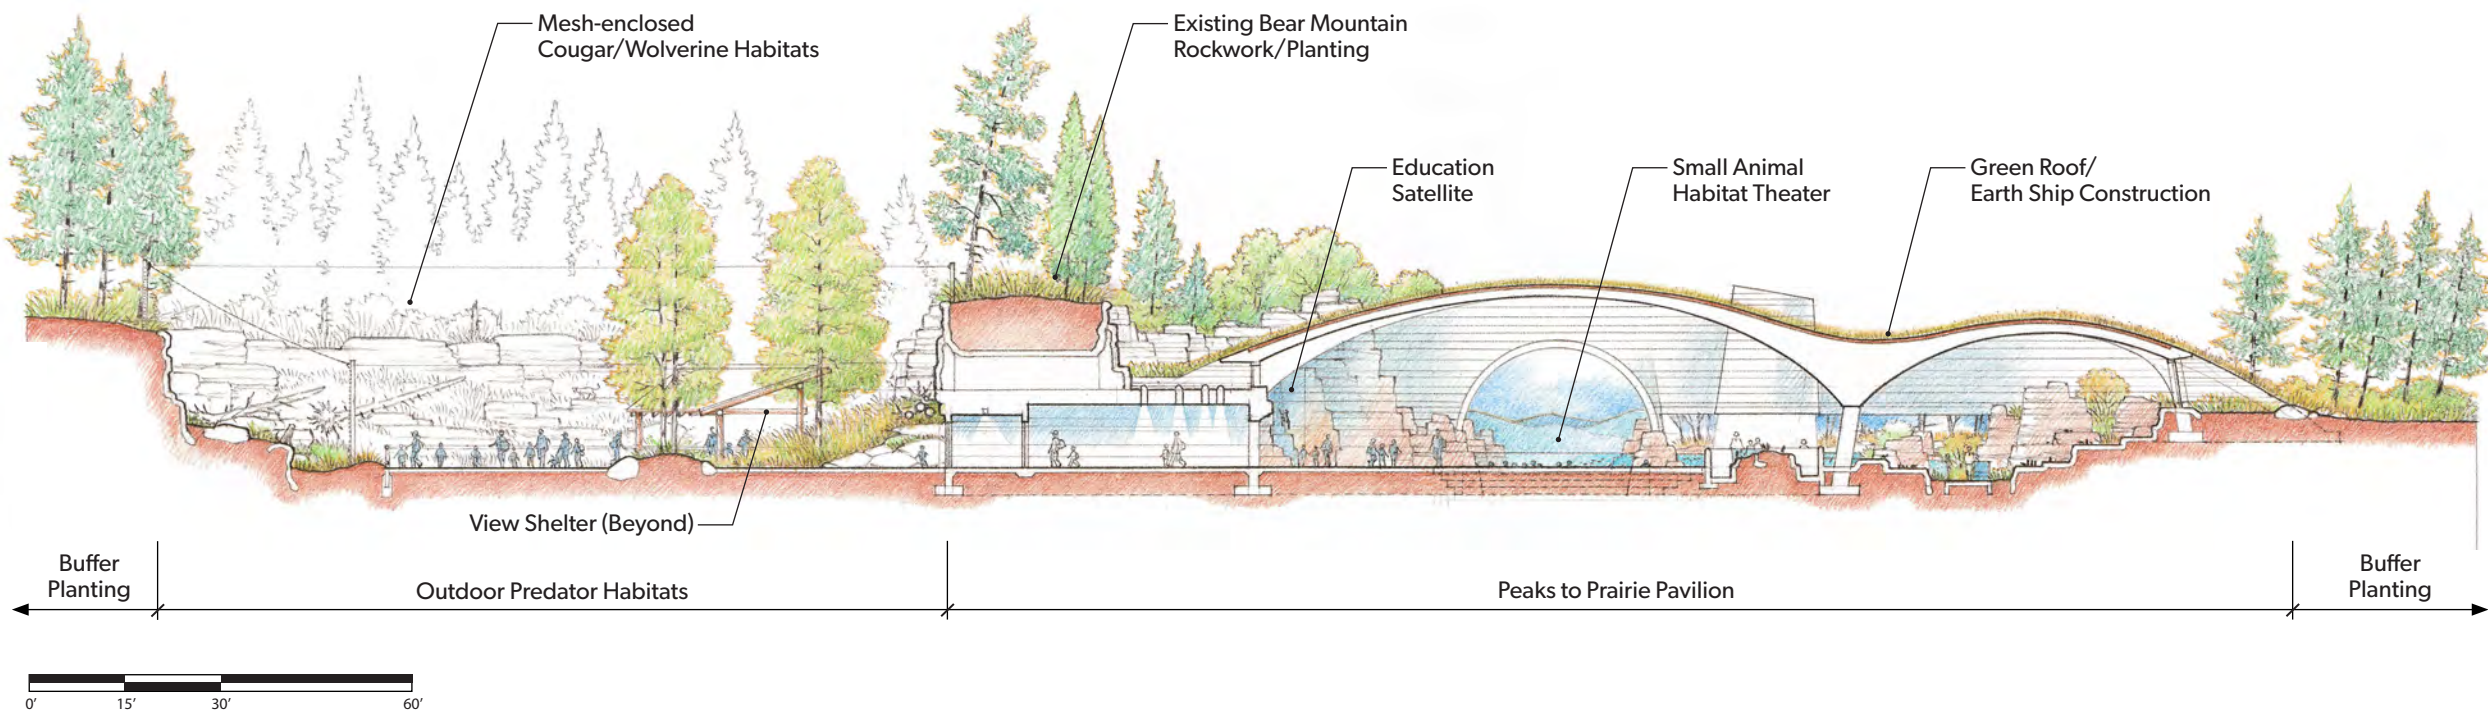 Mesh-enclosed
Cougar/Wolverine Habitats
Existing Bear Mountain
Rockwork/Planting
Education
Satellite
Small Animal
Habitat Theater
Green Roof/
Earth Ship Construction
View Shelter (Beyond)
Buffer
Planting
Outdoor Predator Habitats
Peaks to Prairie Pavilion
Buffer
Planting
0' 15' 30' 60'